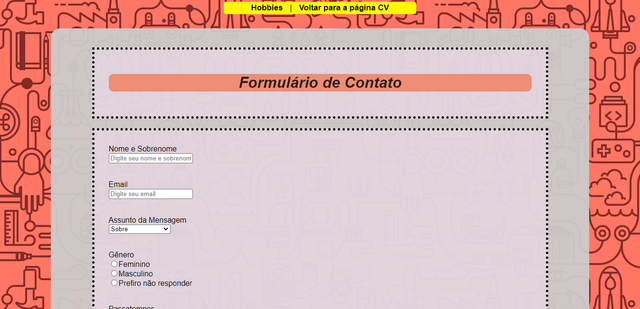 Hobbies | Voltar para a página CV
Formulário de Contato
Nome e Sobrenome
Digite seu nome e sobrenom
Email
Digite seu email
Assunto da Mensagem
Sobre
Gênero
Feminino
Masculino
Prefiro não responder
Passatempos